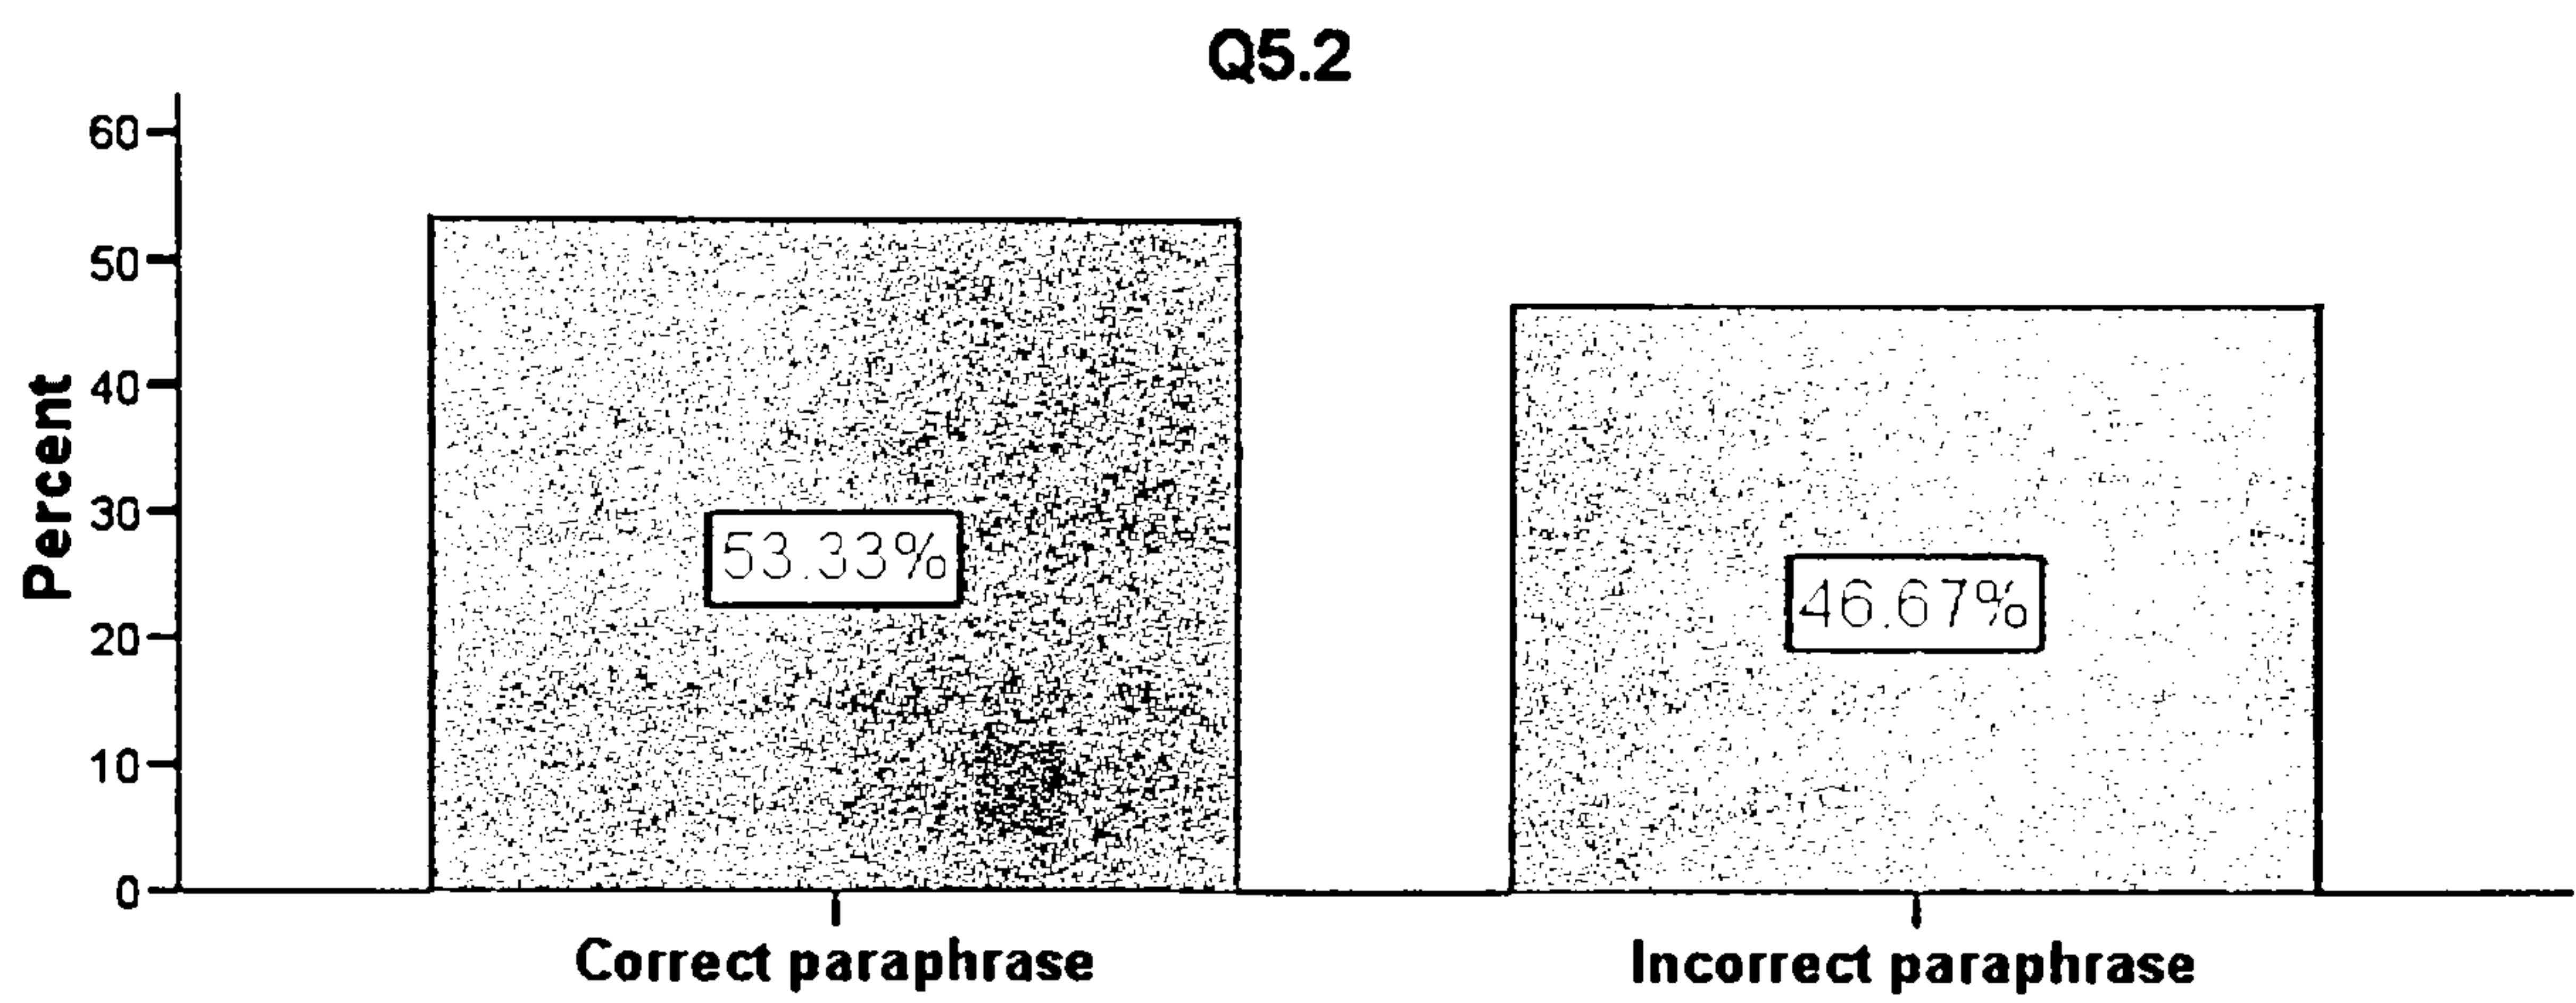 Q5.2
60
50
40
30
20
10
0
Percent
53.33%
46.67%
Correct paraphrase
Incorrect paraphrase